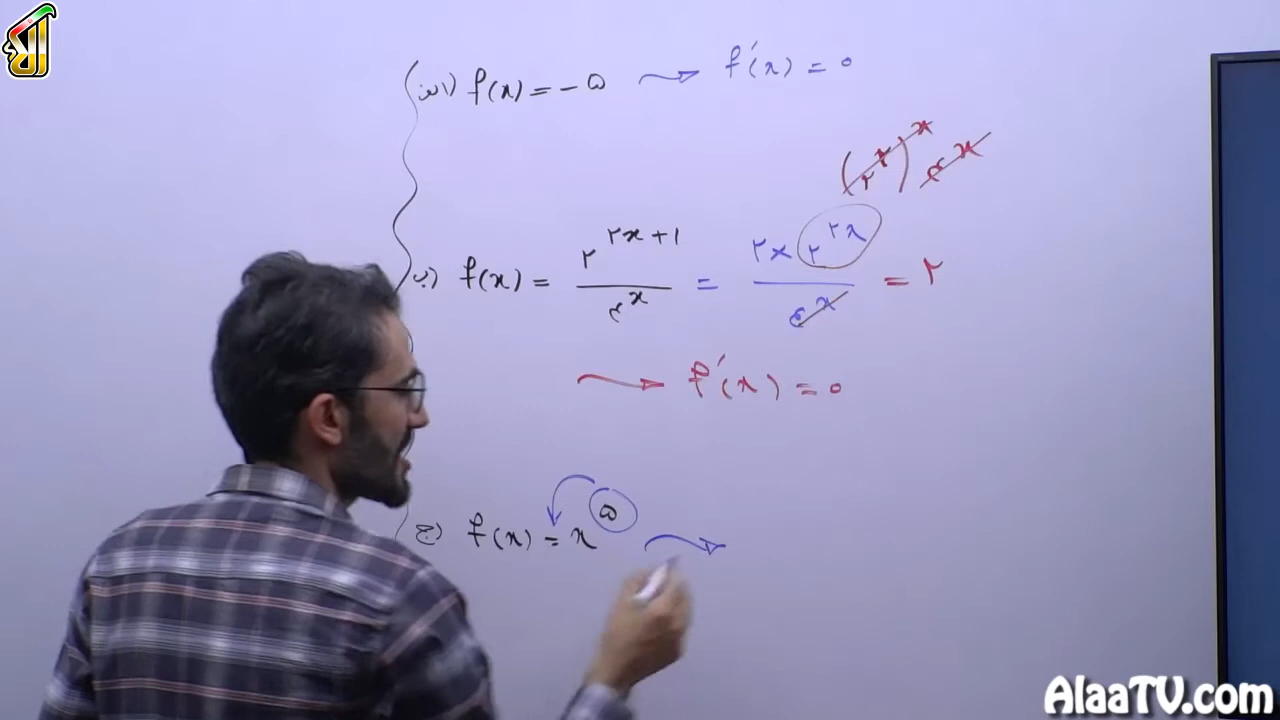 الف) f(x) = -۵ → f'(x) = ۰
(۲^۲)^x ۴^x
ب) f(x) = ۲^(۲x+۱) / ۴^x = ۲ × ۲^(۲x) / ۴^x = ۲
→ f'(x) = ۰
ج) f(x) = x^۵ →
AlaaTV.com